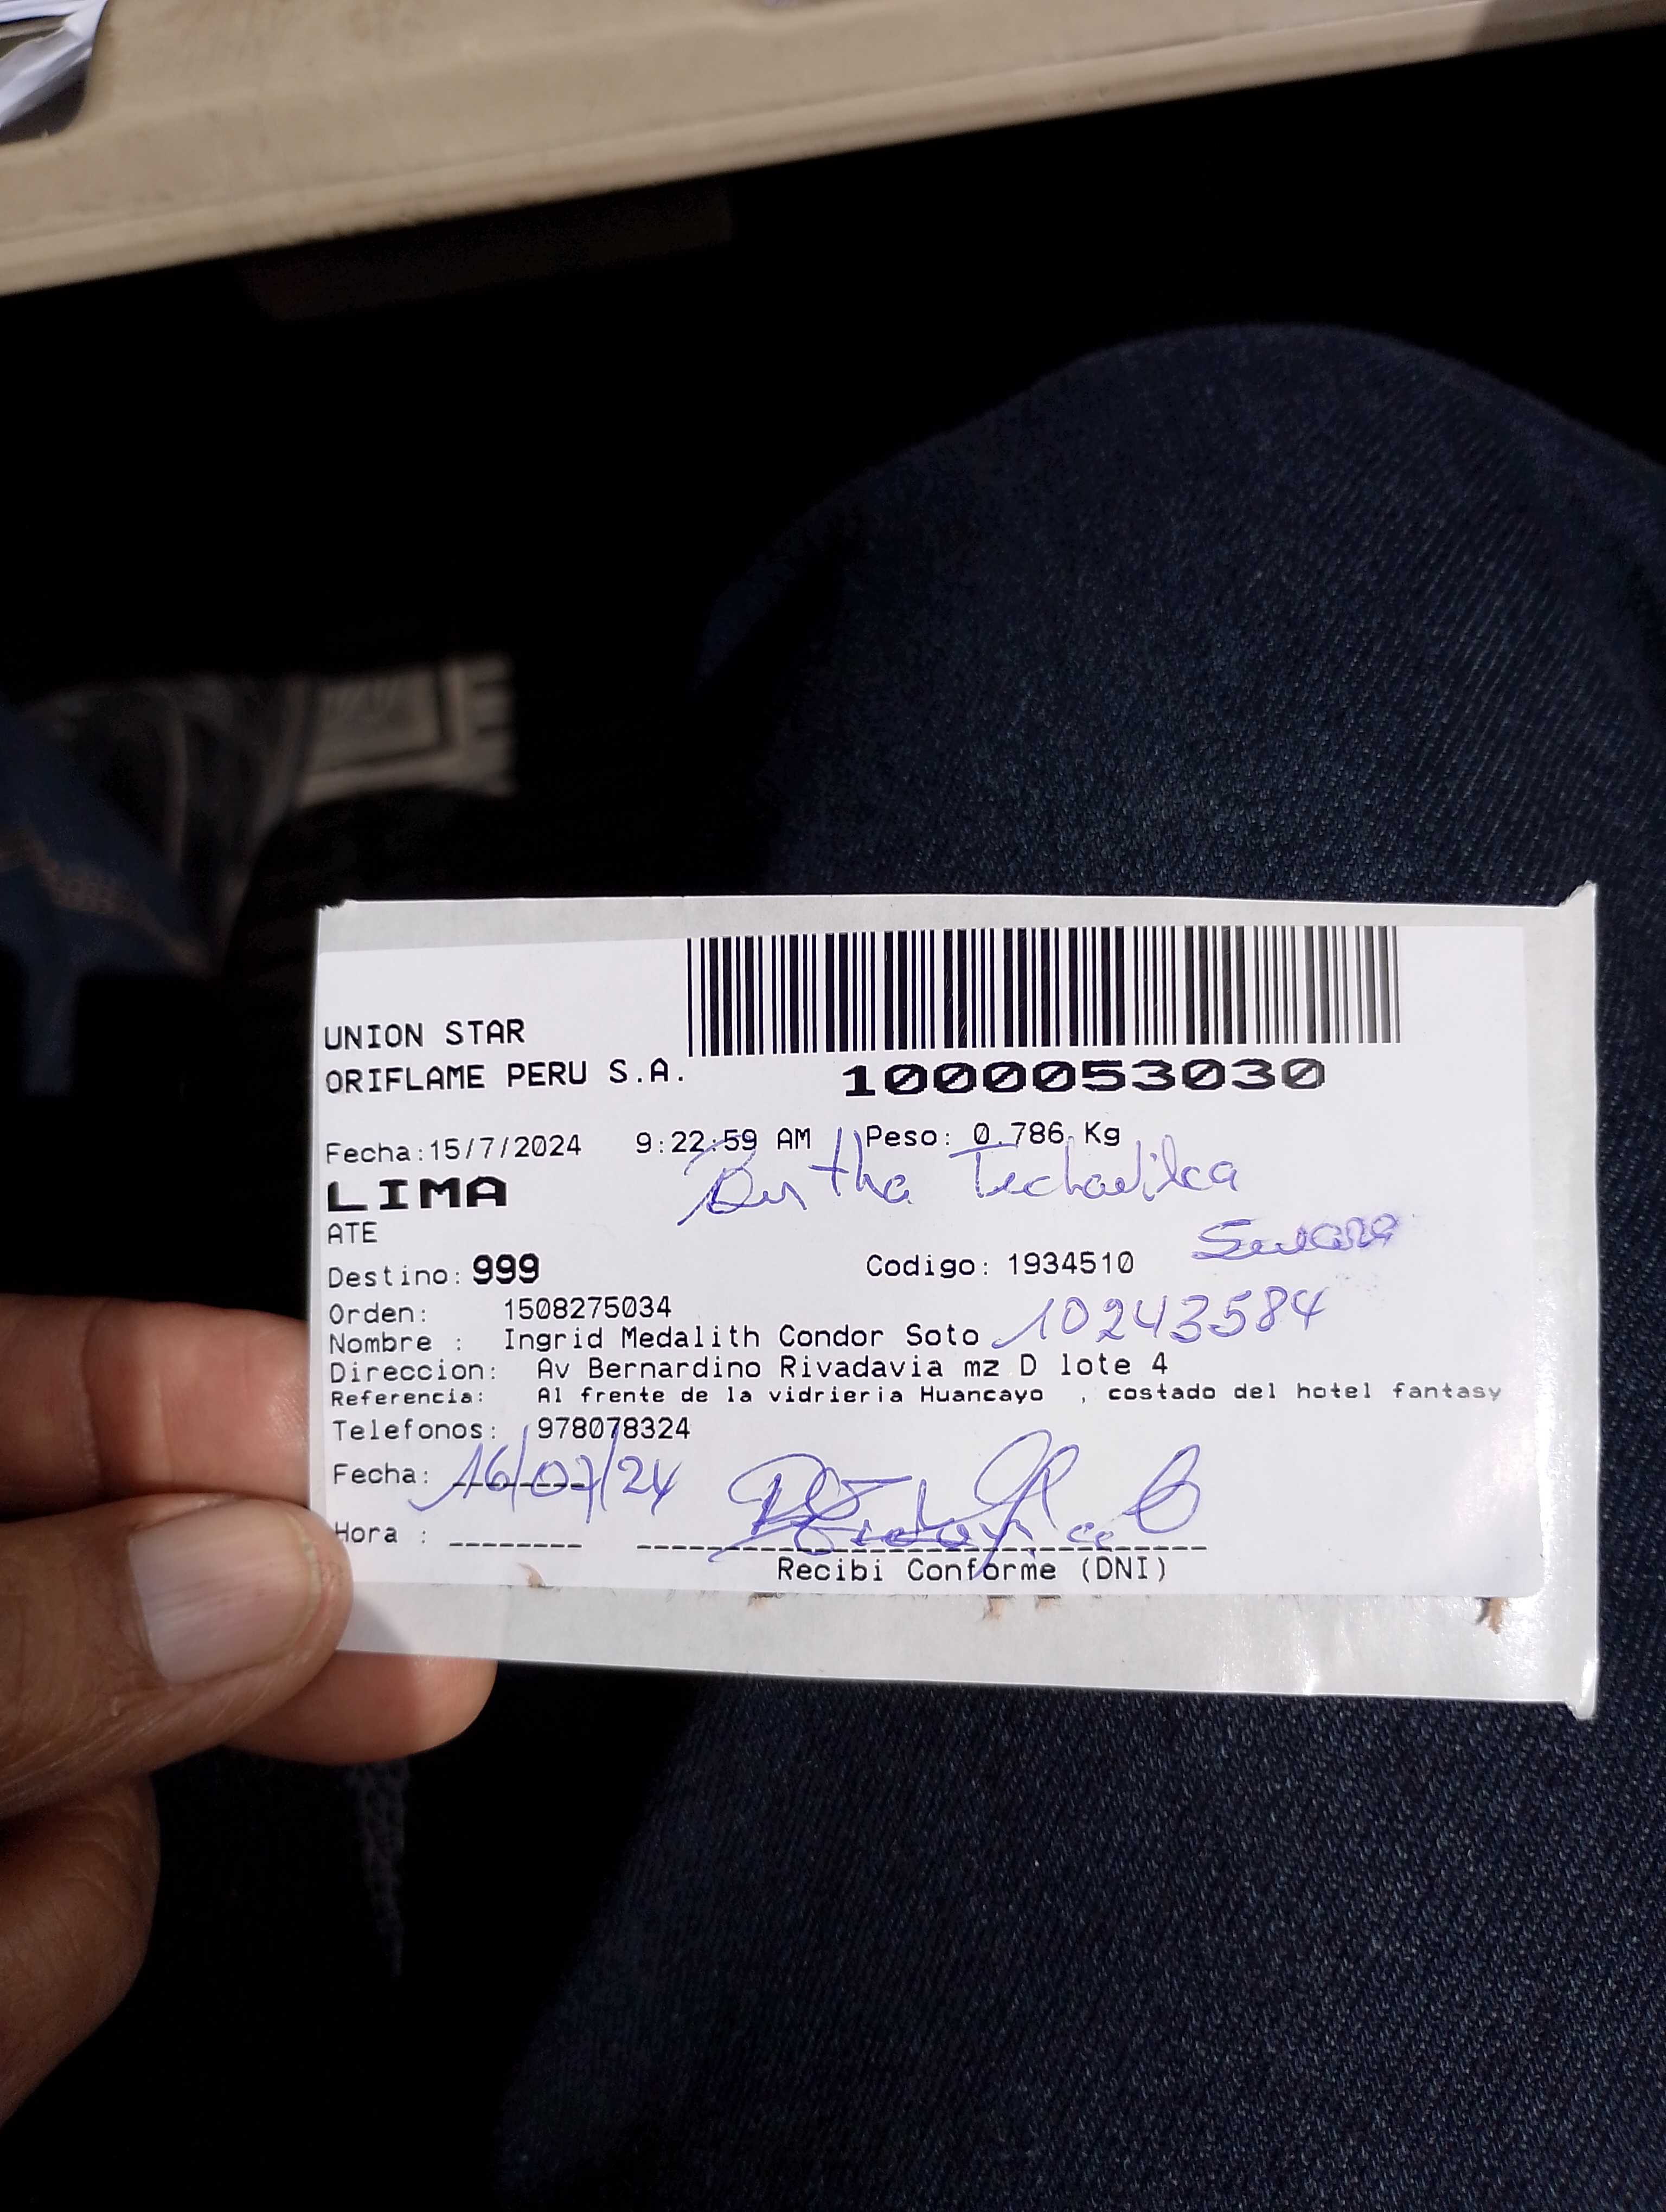 UNION STAR
ORIFLAME PERU S.A.
1000053030
Fecha:15/7/2024 9:22:59 AM Peso: 0.786 Kg
LIMA
ATE
Destino: 999 Codigo: 1934510
Orden: 1508275034
10243584
Nombre : Ingrid Medalith Condor Soto
Direccion: Av Bernardino Rivadavia mz D lote 4
Referencia: Al frente de la vidrieria Huancayo , costado del hotel fantasy
Telefonos: 978078324
Fecha: 16/07/24
Hora :
Recibi Conforme (DNI)